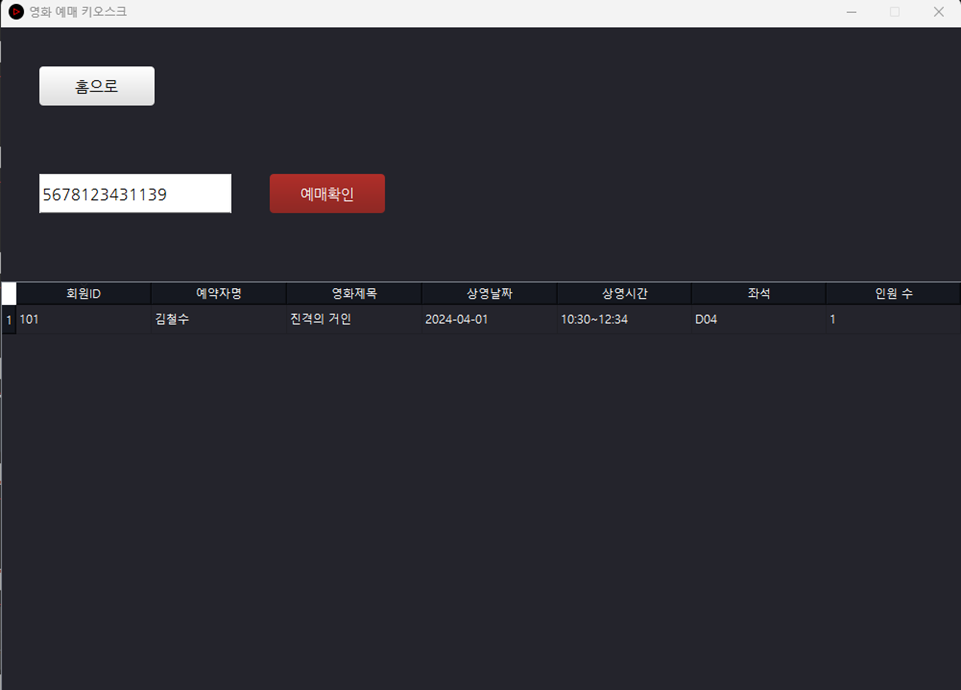 영화 예매 키오스크
홈으로
5678123431139 예매확인
회원ID 예약자명 영화제목 상영날짜 상영시간 좌석 인원 수
1 101 김철수 진격의 거인 2024-04-01 10:30~12:34 D04 1